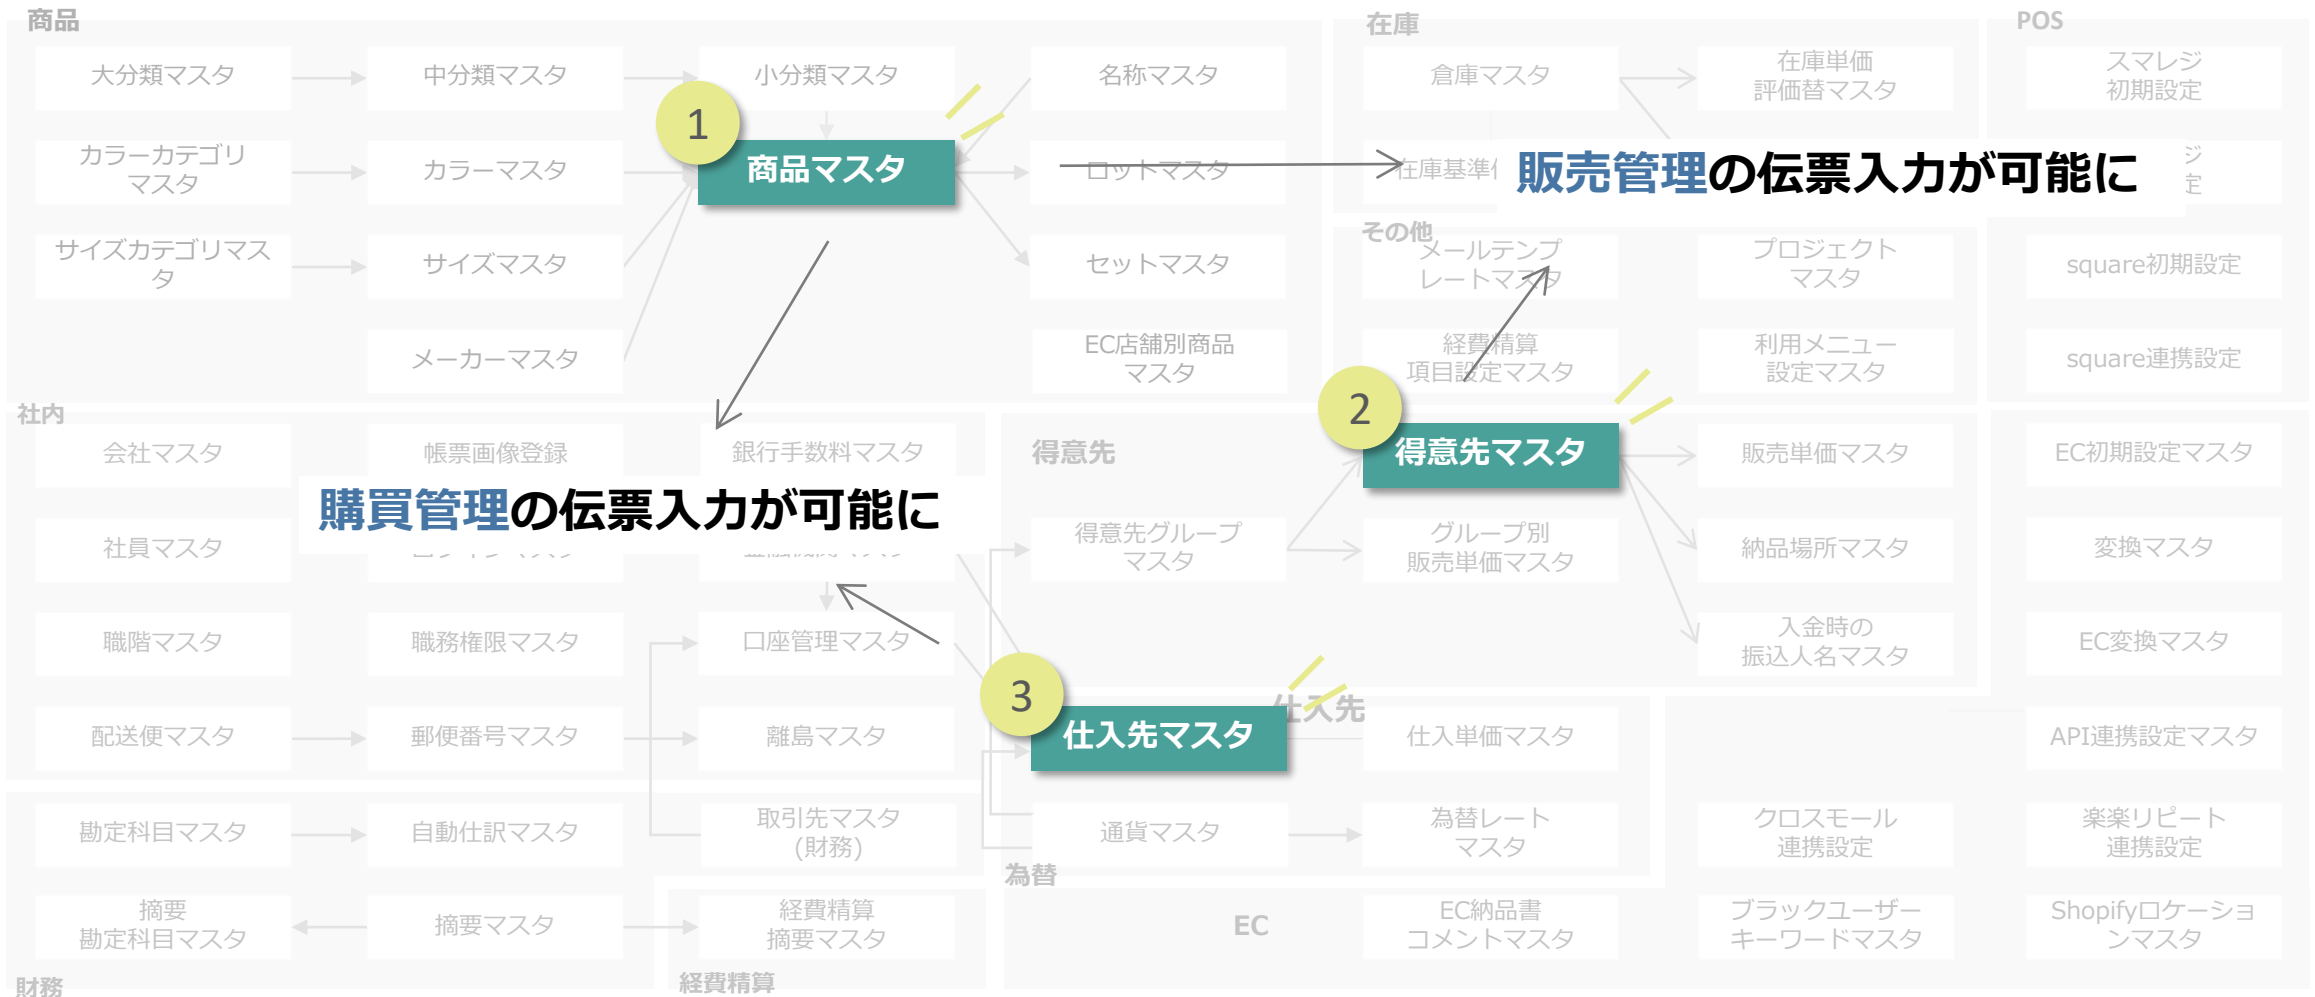 商品
大分類マスタ
中分類マスタ
小分類マスタ
名称マスタ
カラーカテゴリ
マスタ
カラーマスタ
1
商品マスタ
ロットマスタ
サイズカテゴリマス
タ
サイズマスタ
セットマスタ
メーカーマスタ
EC店舗別商品
マスタ
在庫
倉庫マスタ
在庫単価
評価替マスタ
在庫基準
販売管理の伝票入力が可能に
POS
スマレジ
初期設定
ジ
定
square初期設定
square連携設定
その他
メールテンプ
レートマスタ
プロジェクト
マスタ
経費精算
項目設定マスタ
利用メニュー
設定マスタ
社内
会社マスタ
帳票画像登録
銀行手数料マスタ
購買管理の伝票入力が可能に
社員マスタ
職階マスタ
職務権限マスタ
口座管理マスタ
配送便マスタ
郵便番号マスタ
離島マスタ
得意先
2
得意先マスタ
販売単価マスタ
得意先グループ
マスタ
グループ別
販売単価マスタ
納品場所マスタ
入金時の
振込人名マスタ
3
仕入先
仕入先マスタ
仕入単価マスタ
通貨マスタ
為替レート
マスタ
為替
EC初期設定マスタ
変換マスタ
EC変換マスタ
API連携設定マスタ
クロスモール
連携設定
楽楽リピート
連携設定
EC
EC納品書
コメントマスタ
ブラックユーザー
キーワードマスタ
Shopifyロケーショ
ンマスタ
勘定科目マスタ
自動仕訳マスタ
取引先マスタ
(財務)
摘要
勘定科目マスタ
摘要マスタ
経費精算
摘要マスタ
財務
経費精算